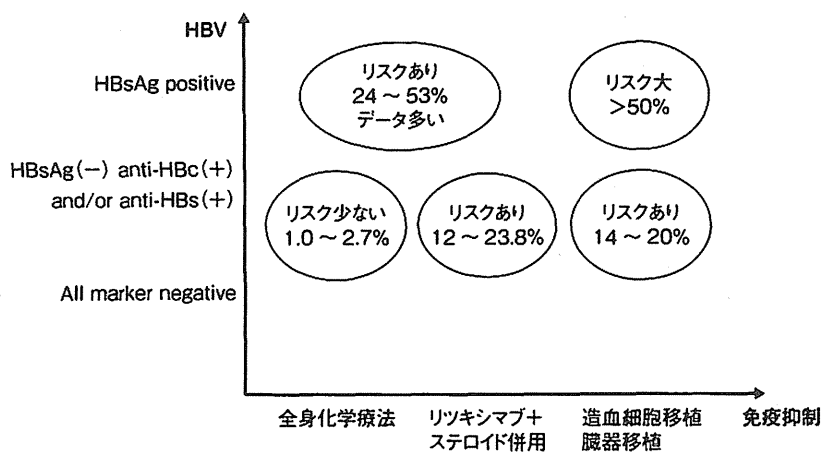 HBV
HBsAg positive
リスクあり
24～53%
データ多い
リスク大
>50%
HBsAg(－) anti-HBc(＋)
and/or anti-HBs(＋)
リスク少ない
1.0～2.7%
リスクあり
12～23.8%
リスクあり
14～20%
All marker negative
全身化学療法
リツキシマブ＋
ステロイド併用
造血細胞移植
臓器移植
免疫抑制